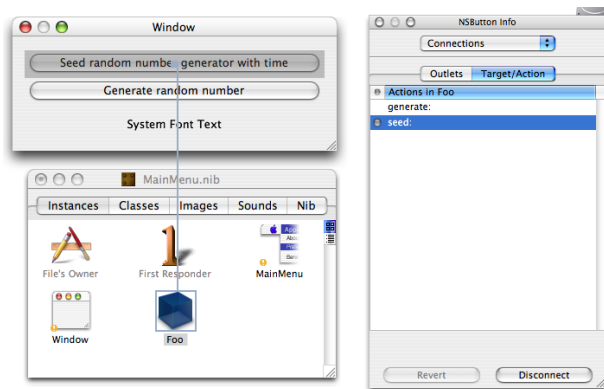 Window
Seed random number generator with time
Generate random number
System Font Text
MainMenu.nib
Instances Classes Images Sounds Nib
File's Owner First Responder MainMenu
Window Foo
NSButton Info
Connections
Outlets Target/Action
Actions in Foo
generate:
seed:
Revert Disconnect